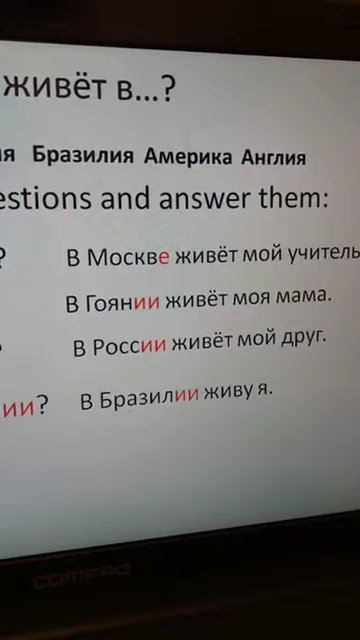 живёт в...?
ия Бразилия Америка Англия
estions and answer them:
? В Москве живёт мой учитель
В Гоянии живёт моя мама.
? В России живёт мой друг.
ии? В Бразилии живу я.
COMPAQ